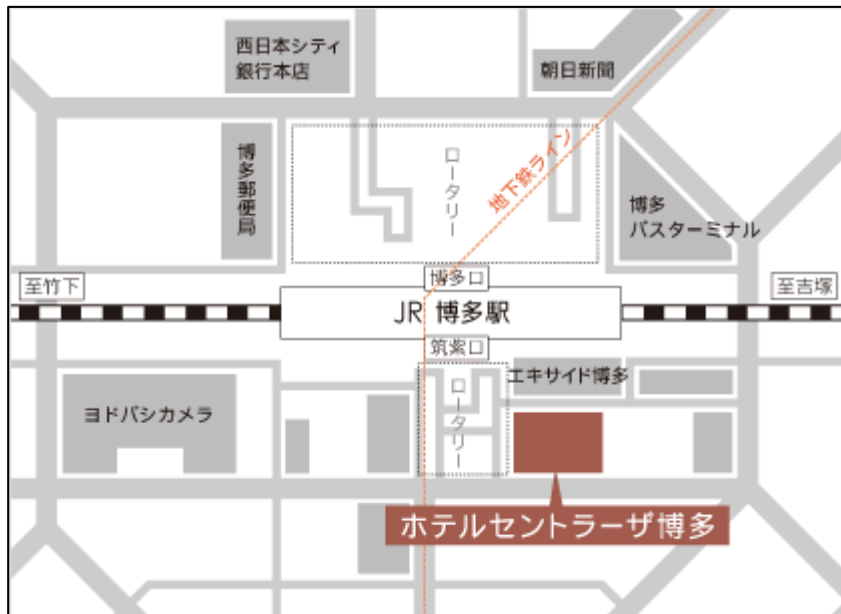 西日本シティ
銀行本店
朝日新聞
博多郵便局
ロータリー
地下鉄ライン
博多
バスターミナル
博多口
至竹下
至吉塚
JR 博多駅
筑紫口
エキサイド博多
ロータリー
ヨドバシカメラ
ホテルセントラーザ博多